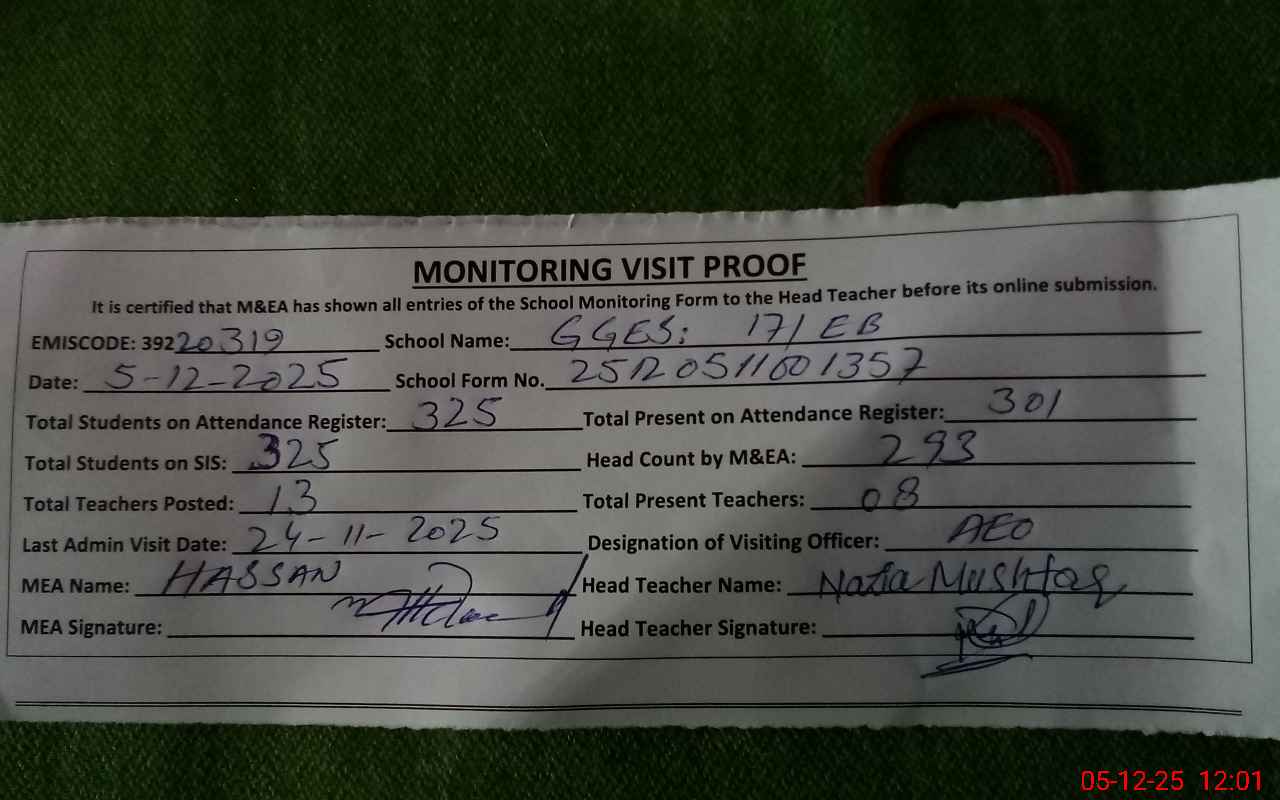 MONITORING VISIT PROOF
It is certified that M&EA has shown all entries of the School Monitoring Form to the Head Teacher before its online submission.
EMISCODE: 39220319 School Name: GGES: 171 EB
Date: 5-12-2025 School Form No. 25120511601357
Total Students on Attendance Register: 325 Total Present on Attendance Register: 301
Total Students on SIS: 325 Head Count by M&EA: 293
Total Teachers Posted: 13 Total Present Teachers: 08
Last Admin Visit Date: 24-11-2025 Designation of Visiting Officer: AEO
MEA Name: HASSAN Head Teacher Name: Nazia Mushtaq
MEA Signature: Head Teacher Signature:
05-12-25 12:01